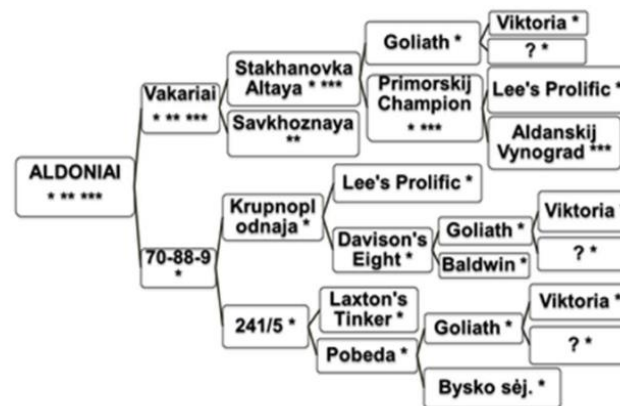 Viktoria *
? *
Goliath *
Stakhanovka
Altaya * ***
Primorskij
Champion
* ***
Lee's Prolific *
Aldanskij
Vynograd ***
Vakariai
* ** ***
Savkhoznaya
**
ALDONIAI
* ** ***
Lee's Prolific *
Krupnopl
odnaja *
Davison's
Eight *
Goliath *
Viktoria *
? *
Baldwin *
70-88-9
*
241/5 *
Laxton's
Tinker *
Pobeda *
Goliath *
Viktoria *
? *
Bysko sėj. *